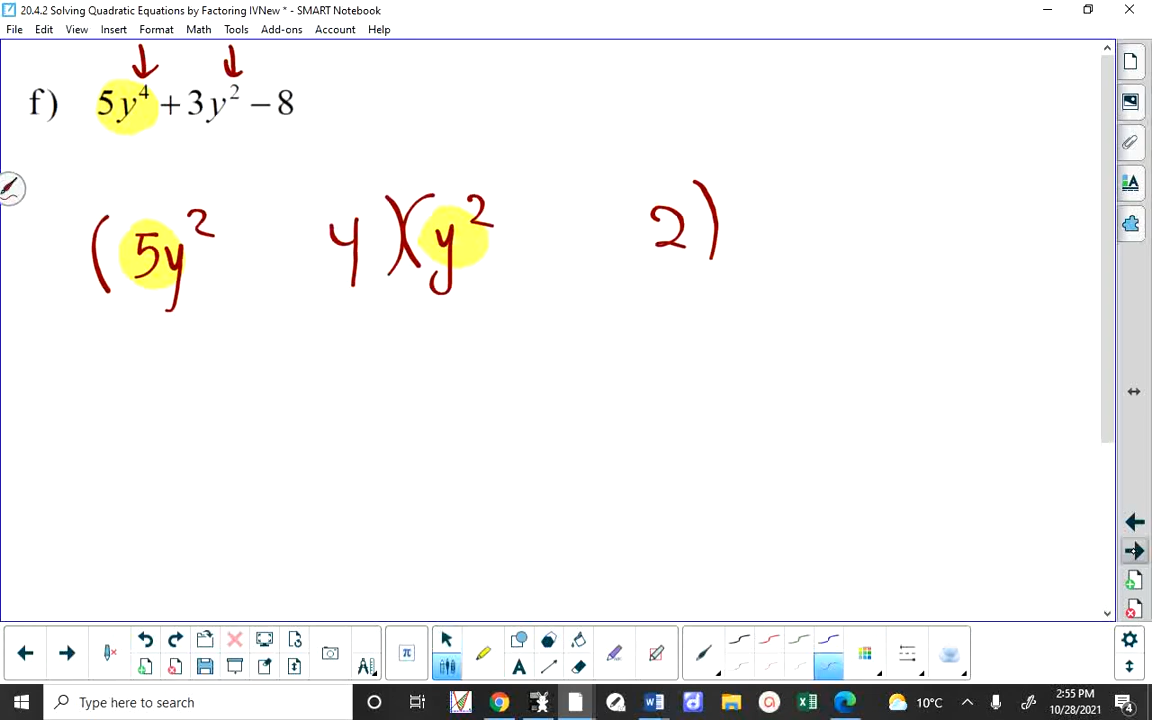 20.4.2 Solving Quadratic Equations by Factoring IVNew * - SMART Notebook
File Edit View Insert Format Math Tools Add-ons Account Help
f) 5y⁴ + 3y² − 8
(5y² 4)(y² 2)
π
A
Type here to search
10°C
2:55 PM
10/28/2021
4